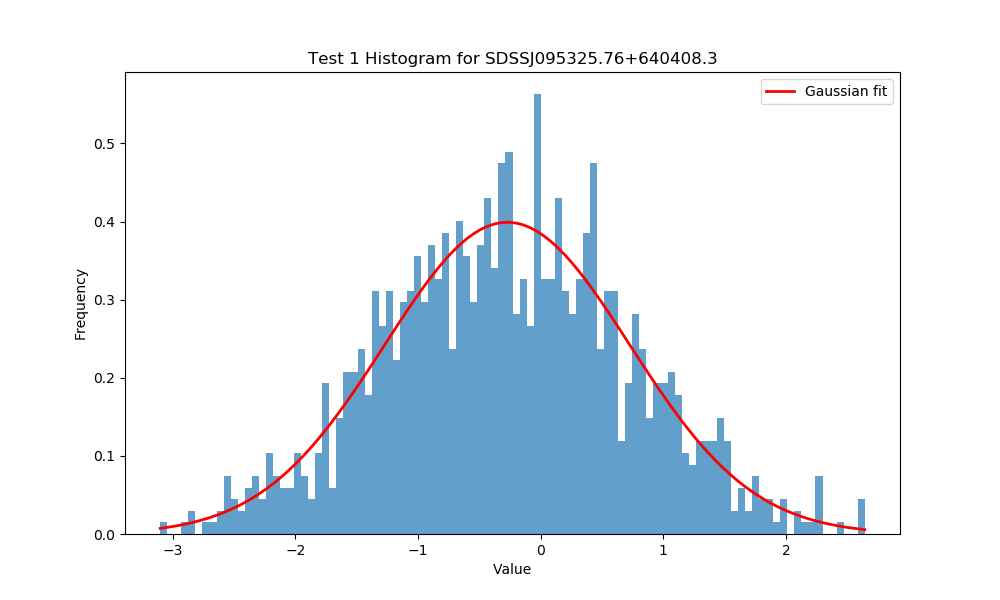 Test 1 Histogram for SDSSJ095325.76+640408.3
Gaussian fit
Frequency
0.5
0.4
0.3
0.2
0.1
0.0
−3 −2 −1 0 1 2
Value